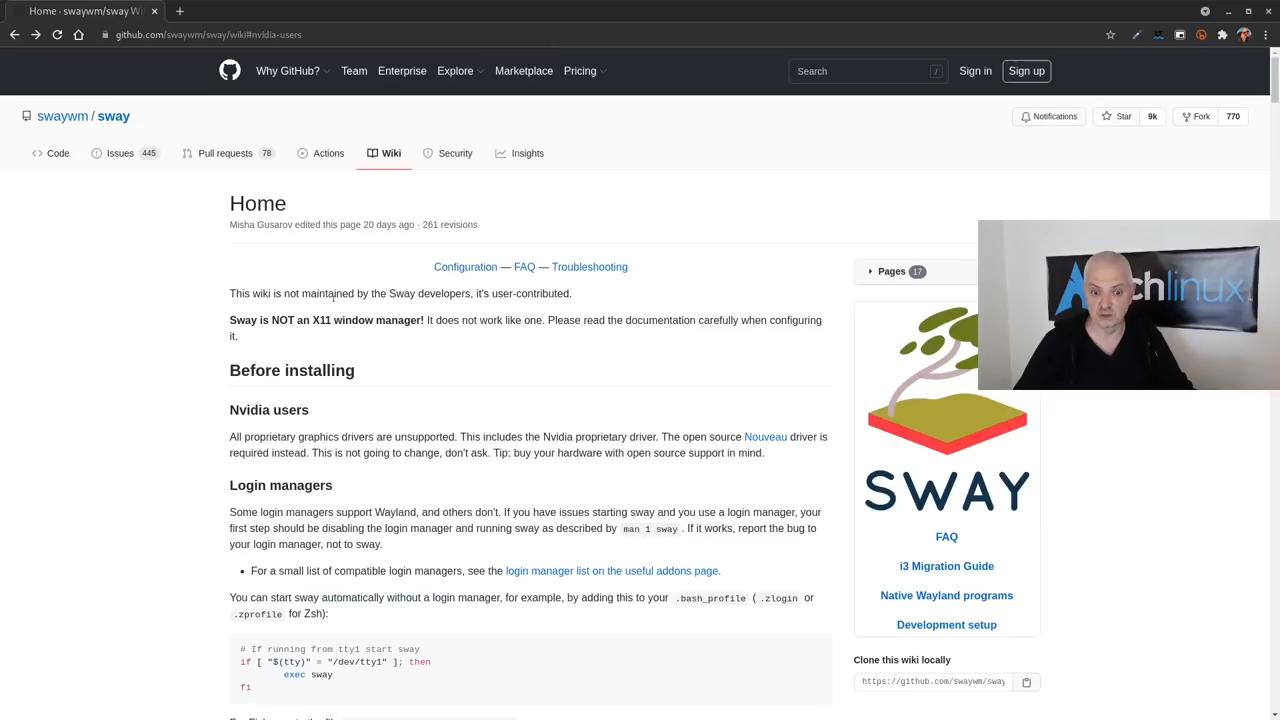 Home · swaywm/sway Wi
github.com/swaywm/sway/wiki#nvidia-users
Why GitHub? Team Enterprise Explore Marketplace Pricing Search / Sign in Sign up
swaywm / sway Notifications Star 9k Fork 770
Code Issues 445 Pull requests 78 Actions Wiki Security Insights
Home
Misha Gusarov edited this page 20 days ago · 261 revisions
Configuration — FAQ — Troubleshooting
Pages 17
This wiki is not maintained by the Sway developers, it's user-contributed.
Sway is NOT an X11 window manager! It does not work like one. Please read the documentation carefully when configuring
it.
Before installing
Nvidia users
All proprietary graphics drivers are unsupported. This includes the Nvidia proprietary driver. The open source Nouveau driver is
required instead. This is not going to change, don't ask. Tip: buy your hardware with open source support in mind.
Login managers
Some login managers support Wayland, and others don't. If you have issues starting sway and you use a login manager, your
first step should be disabling the login manager and running sway as described by man 1 sway. If it works, report the bug to
your login manager, not to sway.
• For a small list of compatible login managers, see the login manager list on the useful addons page.
You can start sway automatically without a login manager, for example, by adding this to your .bash_profile ( .zlogin or
.zprofile for Zsh):
# If running from tty1 start sway
if [ "$(tty)" = "/dev/tty1" ]; then
exec sway
fi
chlinux
SWAY
FAQ
i3 Migration Guide
Native Wayland programs
Development setup
Clone this wiki locally
https://github.com/swaywm/sway